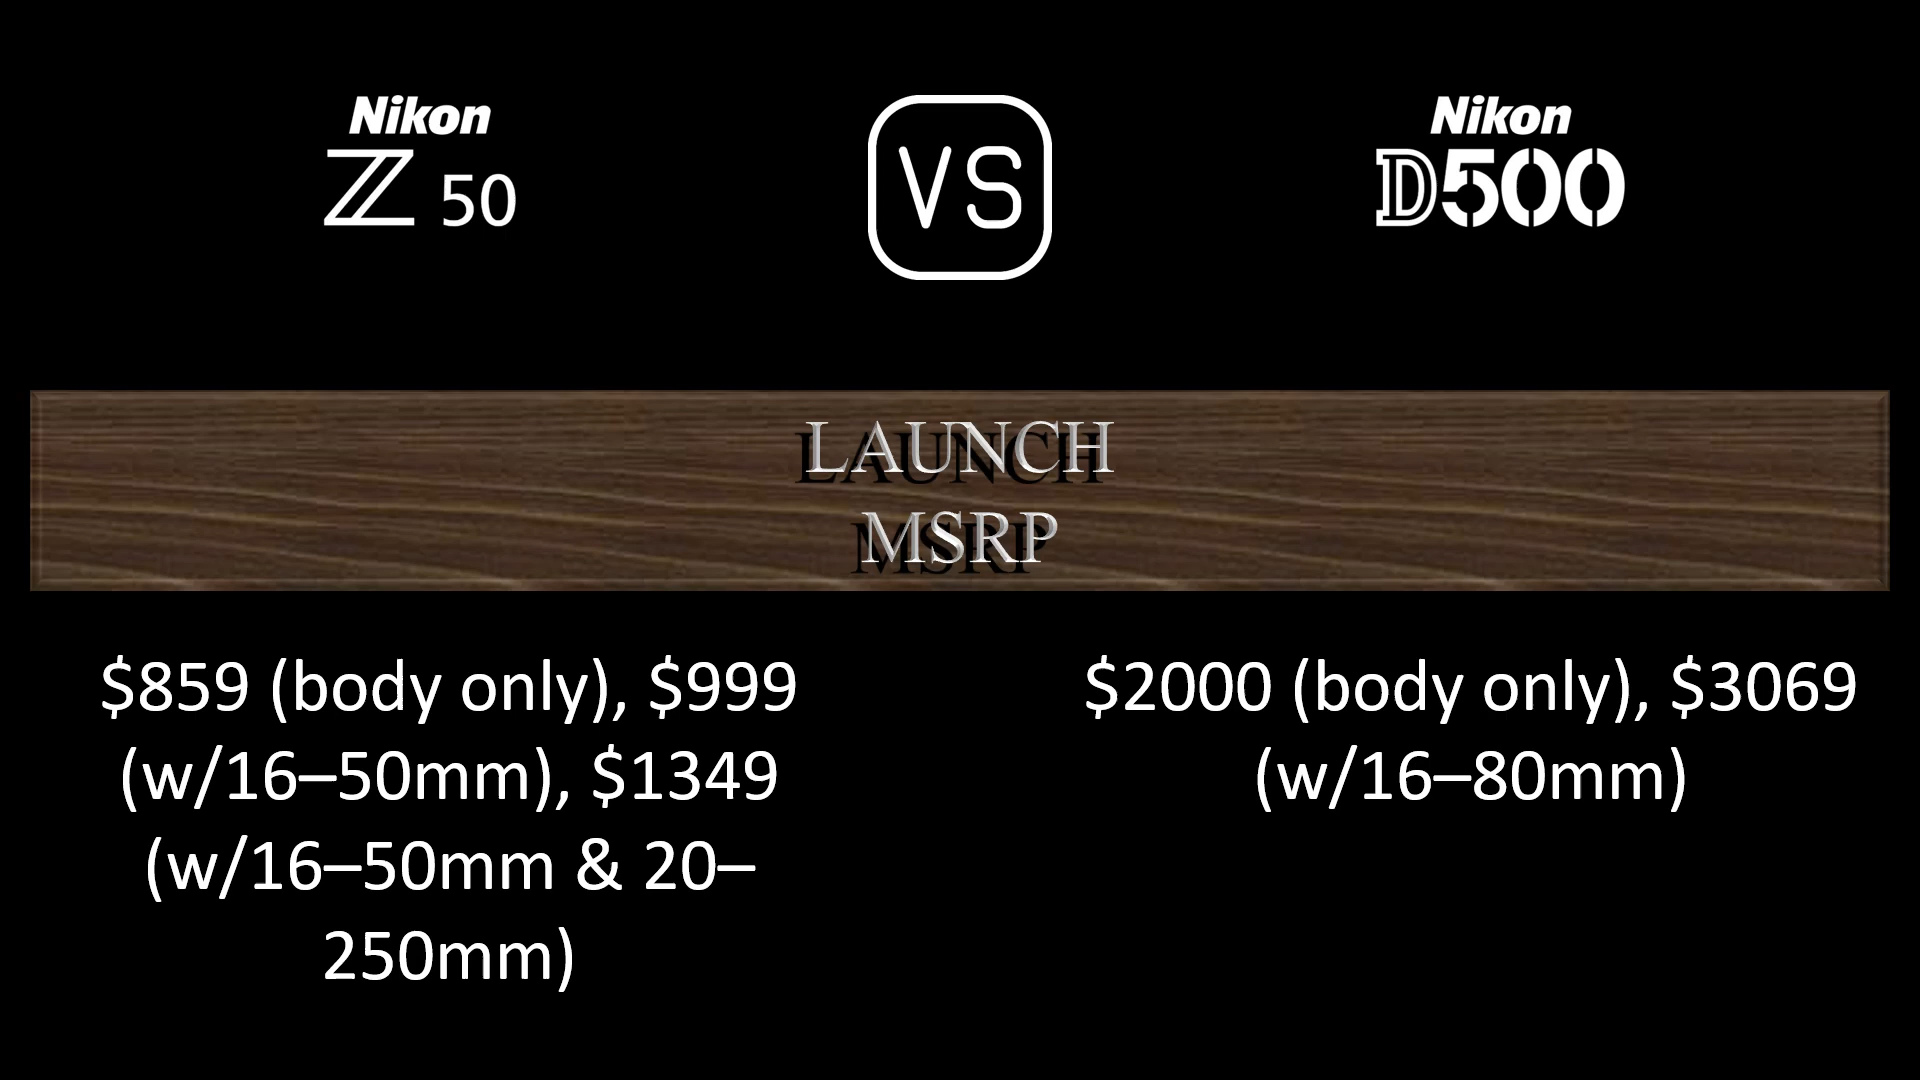 Nikon
Z 50
VS
Nikon
D500
LAUNCH
MSRP
$859 (body only), $999
(w/16–50mm), $1349
(w/16–50mm & 20–
250mm)
$2000 (body only), $3069
(w/16–80mm)